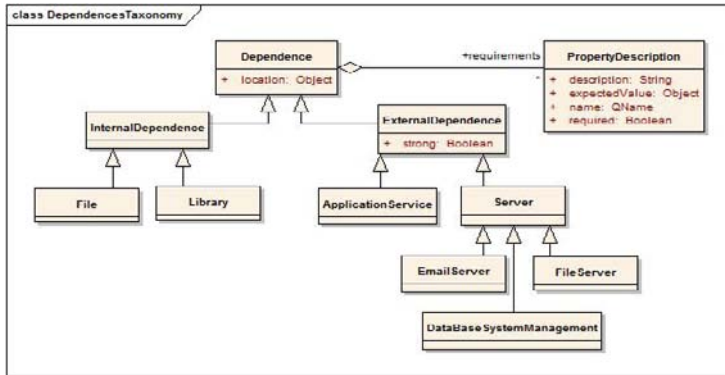 class DependencesTaxonomy
Dependence
+ location: Object
+requirements
*
PropertyDescription
+ description: String
+ expectedValue: Object
+ name: QName
+ required: Boolean
InternalDependence
ExternalDependence
+ strong: Boolean
File
Library
ApplicationService
Server
EmailServer
FileServer
DataBaseSystemManagement